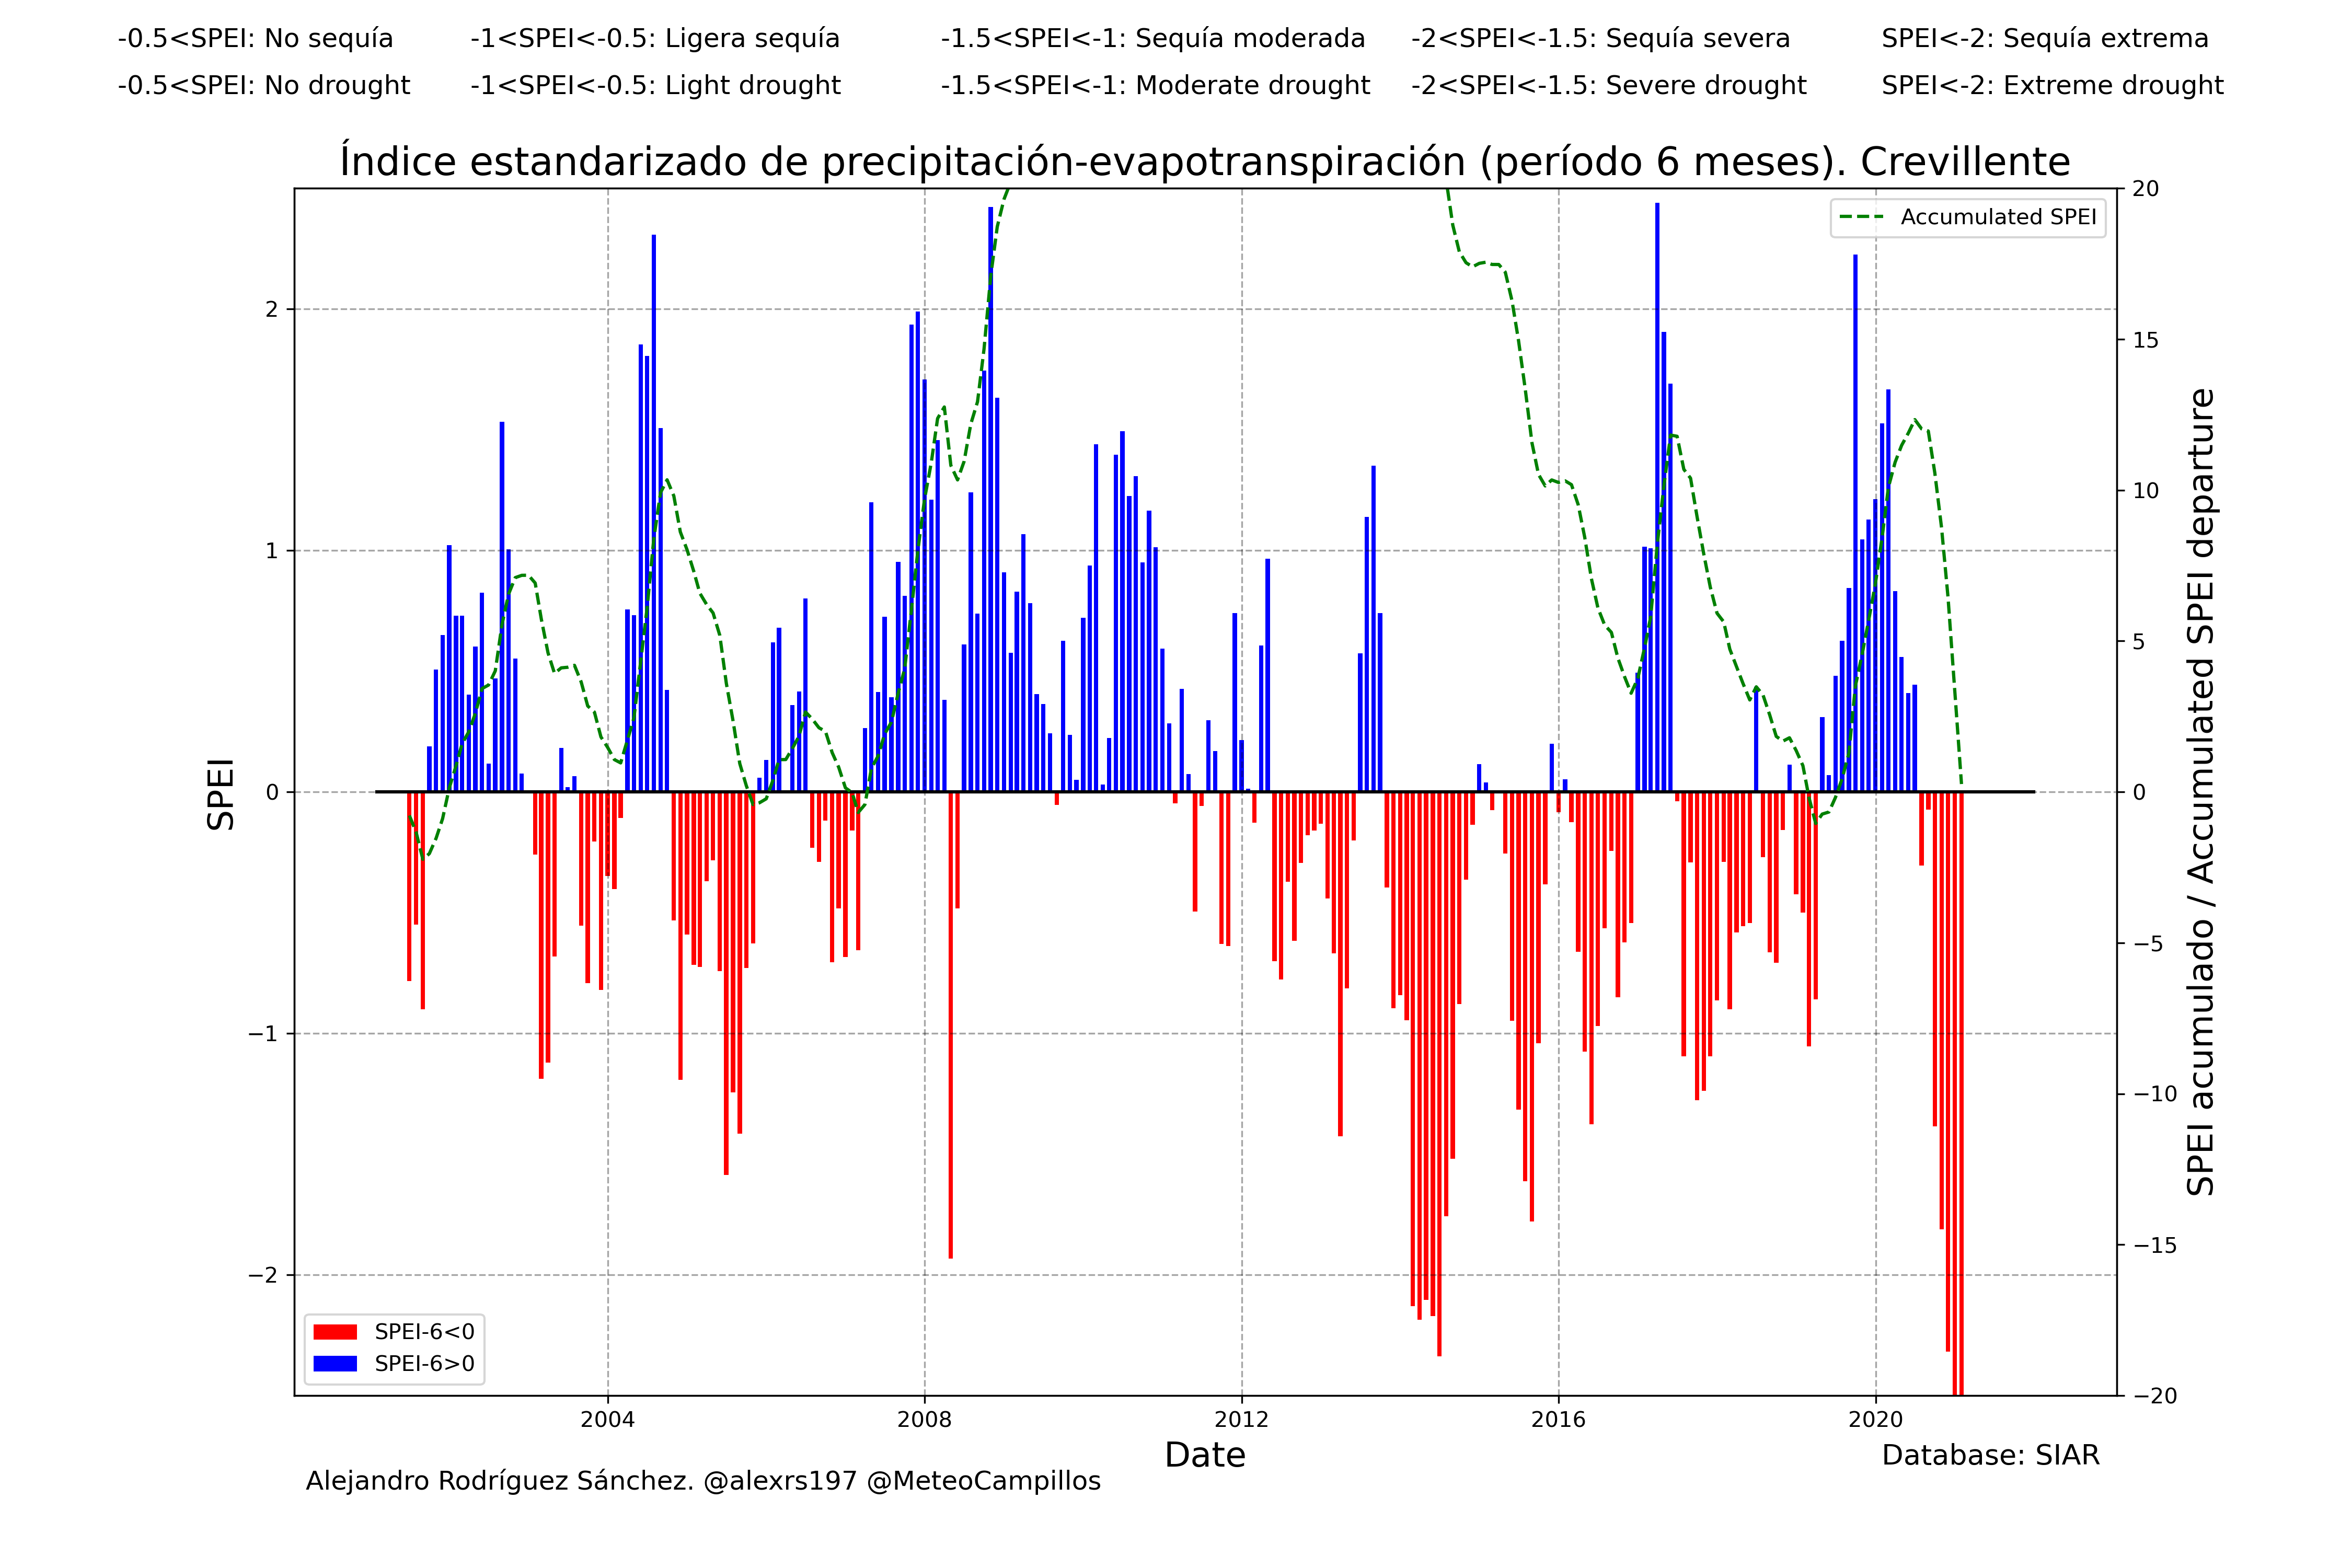 -0.5<SPEI: No sequía -1<SPEI<-0.5: Ligera sequía -1.5<SPEI<-1: Sequía moderada -2<SPEI<-1.5: Sequía severa SPEI<-2: Sequía extrema
-0.5<SPEI: No drought -1<SPEI<-0.5: Light drought -1.5<SPEI<-1: Moderate drought -2<SPEI<-1.5: Severe drought SPEI<-2: Extreme drought
Índice estandarizado de precipitación-evapotranspiración (período 6 meses). Crevillente
Accumulated SPEI
SPEI
2
1
0
−1
−2
20
15
10
5
0
−5
−10
−15
−20
SPEI acumulado / Accumulated SPEI departure
SPEI-6<0
SPEI-6>0
2004 2008 2012 2016 2020
Date
Database: SIAR
Alejandro Rodríguez Sánchez. @alexrs197 @MeteoCampillos